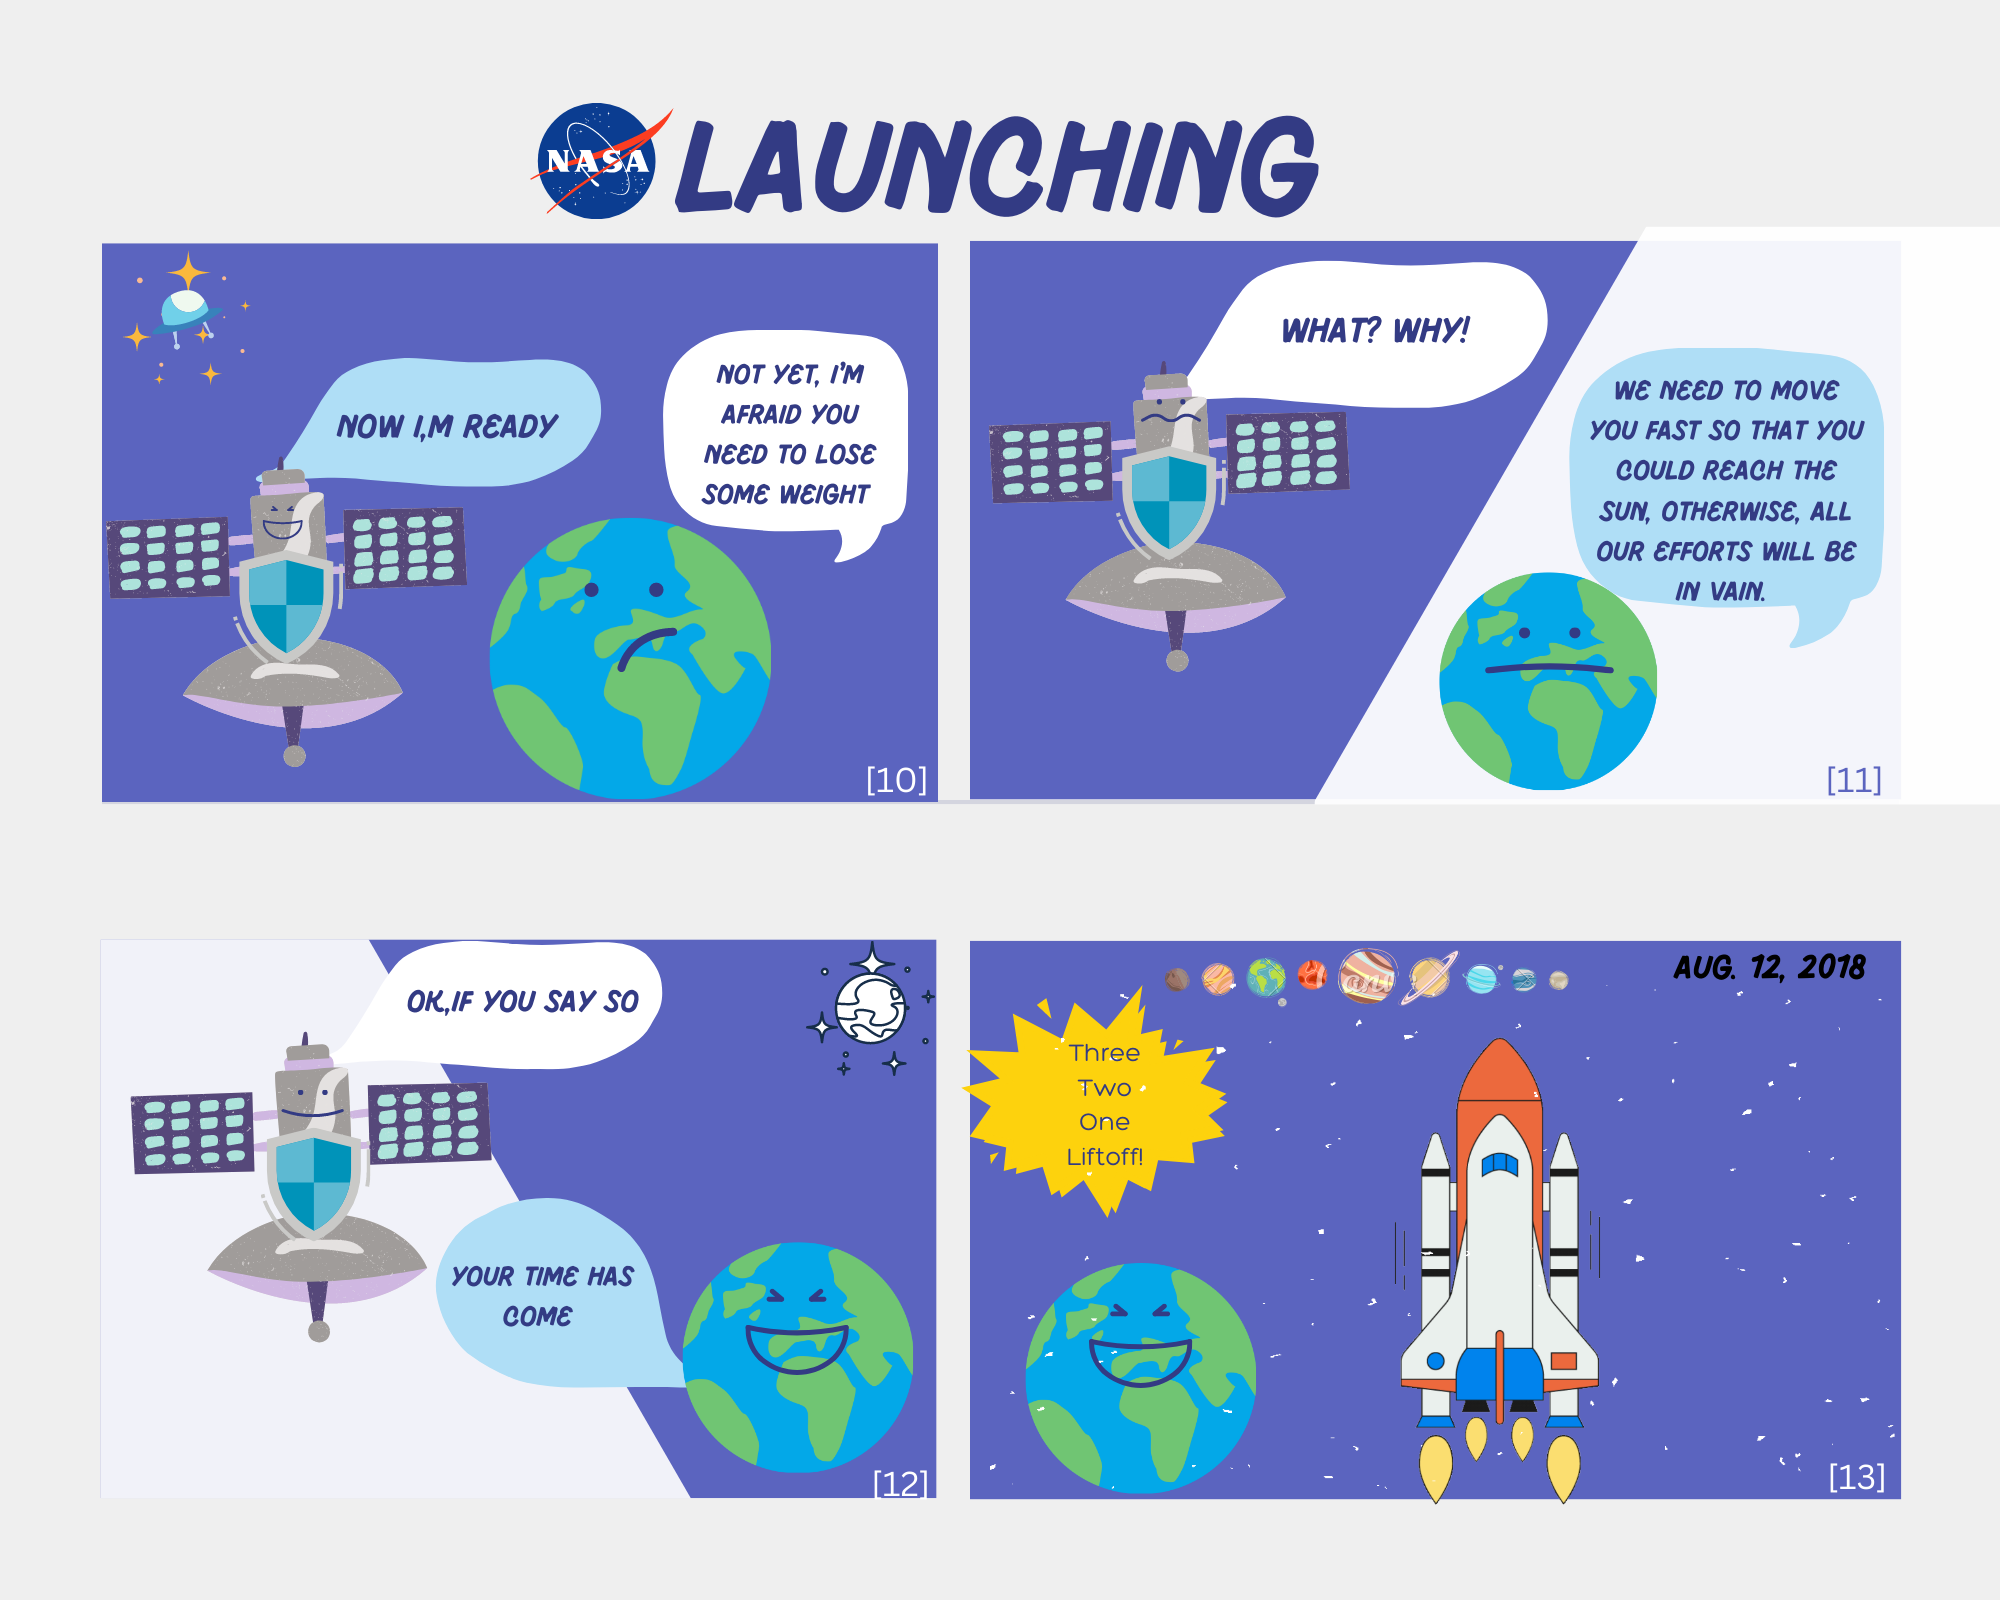 NASA LAUNCHING
NOW I,M READY
NOT YET, I'M
AFRAID YOU
NEED TO LOSE
SOME WEIGHT
[10]
WHAT? WHY!
WE NEED TO MOVE
YOU FAST SO THAT YOU
COULD REACH THE
SUN, OTHERWISE, ALL
OUR EFFORTS WILL BE
IN VAIN.
[11]
OK,IF YOU SAY SO
YOUR TIME HAS
COME
[12]
AUG. 12, 2018
Three
Two
One
Liftoff!
[13]